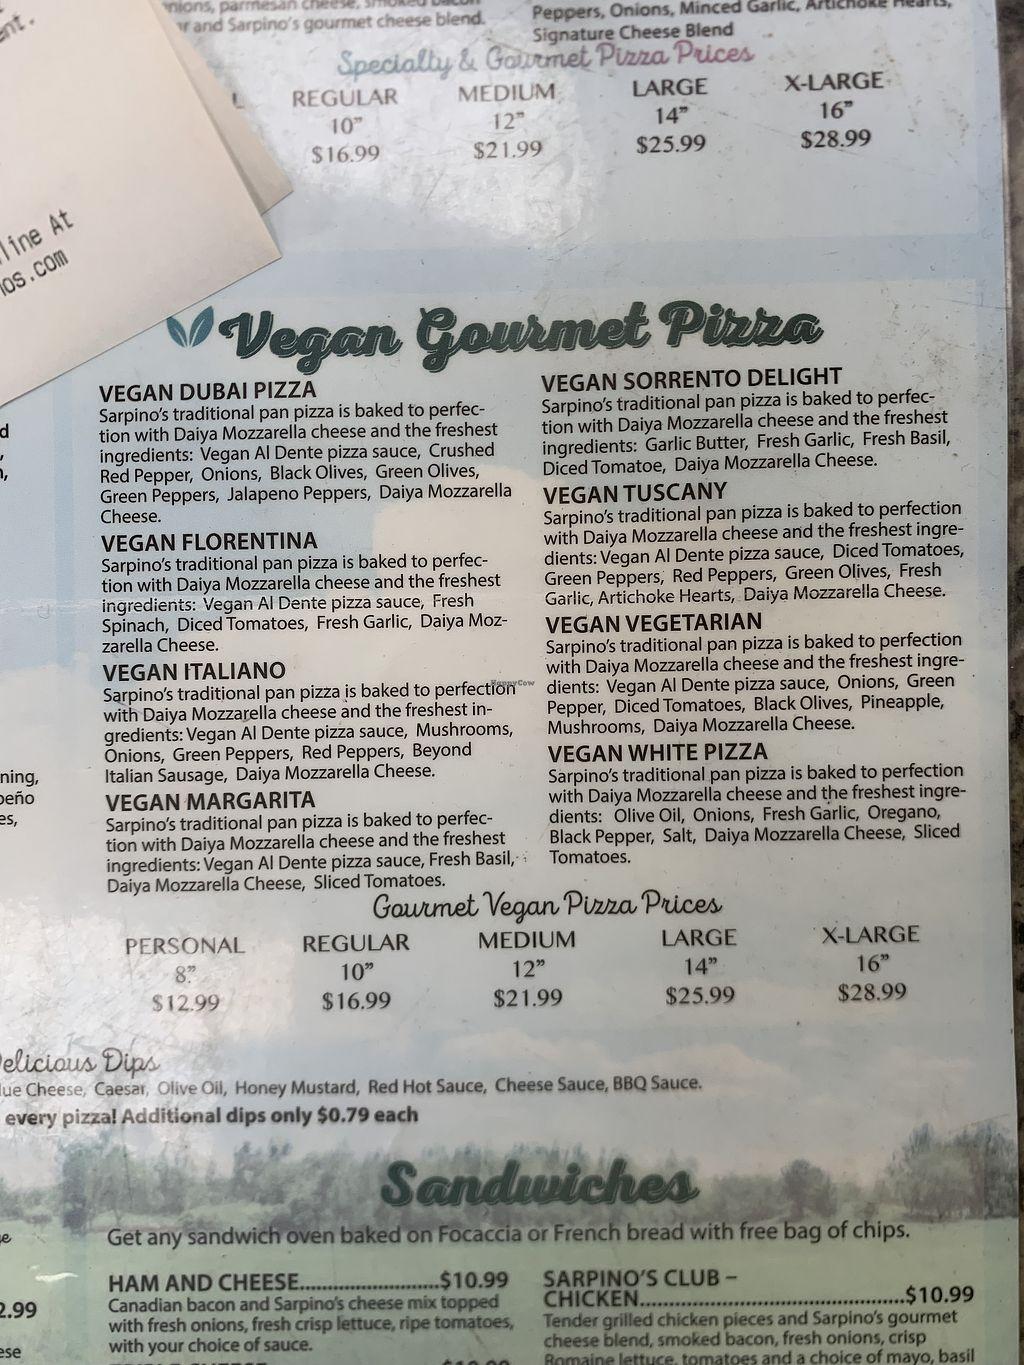 parmesan cheese, smoked bacon
and Sarpino's gourmet cheese blend.
Peppers, Onions, Minced Garlic, Artichoke Hearts,
Signature Cheese Blend
Specialty & Gourmet Pizza Prices
REGULAR MEDIUM LARGE X-LARGE
10" 12" 14" 16"
$16.99 $21.99 $25.99 $28.99
line At
os.com
Vegan Gourmet Pizza
VEGAN DUBAI PIZZA
Sarpino's traditional pan pizza is baked to perfec-
tion with Daiya Mozzarella cheese and the freshest
ingredients: Vegan Al Dente pizza sauce, Crushed
Red Pepper, Onions, Black Olives, Green Olives,
Green Peppers, Jalapeno Peppers, Daiya Mozzarella
Cheese.
VEGAN FLORENTINA
Sarpino's traditional pan pizza is baked to perfec-
tion with Daiya Mozzarella cheese and the freshest
ingredients: Vegan Al Dente pizza sauce, Fresh
Spinach, Diced Tomatoes, Fresh Garlic, Daiya Moz-
zarella Cheese.
VEGAN ITALIANO
Sarpino's traditional pan pizza is baked to perfection
with Daiya Mozzarella cheese and the freshest in-
gredients: Vegan Al Dente pizza sauce, Mushrooms,
Onions, Green Peppers, Red Peppers, Beyond
Italian Sausage, Daiya Mozzarella Cheese.
VEGAN MARGARITA
Sarpino's traditional pan pizza is baked to perfec-
tion with Daiya Mozzarella cheese and the freshest
ingredients: Vegan Al Dente pizza sauce, Fresh Basil,
Daiya Mozzarella Cheese, Sliced Tomatoes.
VEGAN SORRENTO DELIGHT
Sarpino's traditional pan pizza is baked to perfec-
tion with Daiya Mozzarella cheese and the freshest
ingredients: Garlic Butter, Fresh Garlic, Fresh Basil,
Diced Tomatoe, Daiya Mozzarella Cheese.
VEGAN TUSCANY
Sarpino's traditional pan pizza is baked to perfection
with Daiya Mozzarella cheese and the freshest ingre-
dients: Vegan Al Dente pizza sauce, Diced Tomatoes,
Green Peppers, Red Peppers, Green Olives, Fresh
Garlic, Artichoke Hearts, Daiya Mozzarella Cheese.
VEGAN VEGETARIAN
Sarpino's traditional pan pizza is baked to perfection
with Daiya Mozzarella cheese and the freshest ingre-
dients: Vegan Al Dente pizza sauce, Onions, Green
Pepper, Diced Tomatoes, Black Olives, Pineapple,
Mushrooms, Daiya Mozzarella Cheese.
VEGAN WHITE PIZZA
Sarpino's traditional pan pizza is baked to perfection
with Daiya Mozzarella cheese and the freshest ingre-
dients: Olive Oil, Onions, Fresh Garlic, Oregano,
Black Pepper, Salt, Daiya Mozzarella Cheese, Sliced
Tomatoes.
HappyCow
Gourmet Vegan Pizza Prices
PERSONAL REGULAR MEDIUM LARGE X-LARGE
8" 10" 12" 14" 16"
$12.99 $16.99 $21.99 $25.99 $28.99
elicious Dips
lue Cheese, Caesar, Olive Oil, Honey Mustard, Red Hot Sauce, Cheese Sauce, BBQ Sauce.
every pizza! Additional dips only $0.79 each
Sandwiches
Get any sandwich oven baked on Focaccia or French bread with free bag of chips.
HAM AND CHEESE..........................$10.99
Canadian bacon and Sarpino's cheese mix topped
with fresh onions, fresh crisp lettuce, ripe tomatoes,
with your choice of sauce.
SARPINO'S CLUB –
CHICKEN.................................................$10.99
Tender grilled chicken pieces and Sarpino's gourmet
cheese blend, smoked bacon, fresh onions, crisp
Romaine lettuce, tomatoes and a choice of mayo, basil